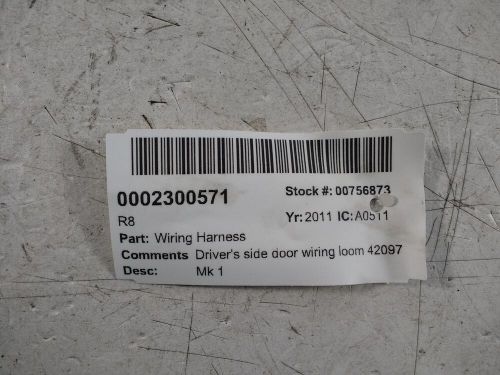 0002300571 Stock #: 00756873
R8 Yr: 2011 IC: A0511
Part: Wiring Harness
Comments Driver's side door wiring loom 42097
Desc: Mk 1